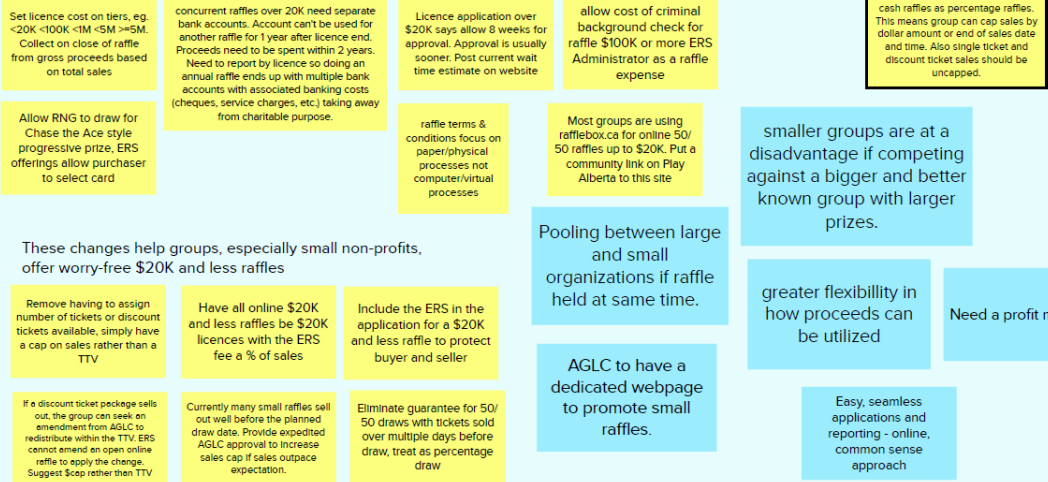 Set licence cost on tiers, eg.
<20K <100K <1M <5M >=5M.
Collect on close of raffle
from gross proceeds based
on total sales
concurrent raffles over 20K need separate
bank accounts. Account can't be used for
another raffle for 1 year after licence end.
Proceeds need to be spent within 2 years.
Need to report by licence so doing an
annual raffle ends up with multiple bank
accounts with associated banking costs
(cheques, service charges, etc.) taking away
from charitable purpose.
Licence application over
$20K says allow 8 weeks for
approval. Approval is usually
sooner. Post current wait
time estimate on website
allow cost of criminal
background check for
raffle $100K or more ERS
Administrator as a raffle
expense
cash raffles as percentage raffles.
This means group can cap sales by
dollar amount or end of sales date
and time. Also single ticket and
discount ticket sales should be
uncapped.
Allow RNG to draw for
Chase the Ace style
progressive prize, ERS
offerings allow purchaser
to select card
raffle terms &
conditions focus on
paper/physical
processes not
computer/virtual
processes
Most groups are using
rafflebox.ca for online 50/
50 raffles up to $20K. Put a
community link on Play
Alberta to this site
smaller groups are at a
disadvantage if competing
against a bigger and better
known group with larger
prizes.
Pooling between large
and small
organizations if raffle
held at same time.
These changes help groups, especially small non-profits,
offer worry-free $20K and less raffles
greater flexibillity in
how proceeds can
be utilized
Need a profit
Remove having to assign
number of tickets or discount
tickets available, simply have
a cap on sales rather than a
TTV
Have all online $20K
and less raffles be $20K
licences with the ERS
fee a % of sales
Include the ERS in the
application for a $20K
and less raffle to protect
buyer and seller
AGLC to have a
dedicated webpage
to promote small
raffles.
Easy, seamless
applications and
reporting - online,
common sense
approach
If a discount ticket package sells
out, the group can seek an
amendment from AGLC to
redistribute within the TTV. ERS
cannot amend an open online
raffle to apply the change.
Suggest $cap rather than TTV
Currently many small raffles sell
out well before the planned
draw date. Provide expedited
AGLC approval to increase
sales cap if sales outpace
expectation.
Eliminate guarantee for 50/
50 draws with tickets sold
over multiple days before
draw, treat as percentage
draw